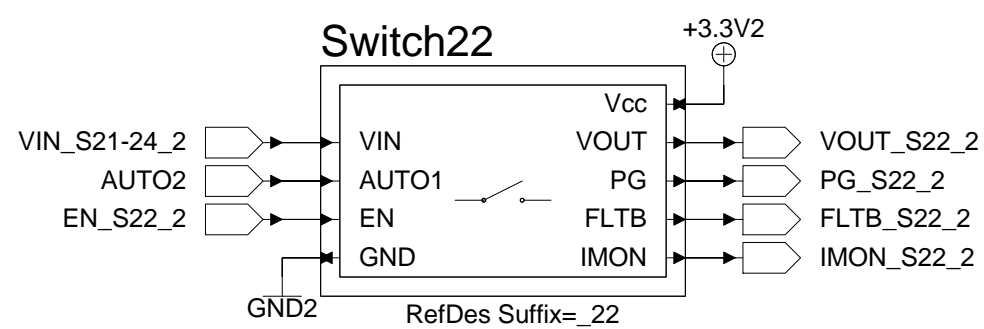 +3.3V2
Switch22
Vcc
VIN_S21-24_2 VIN VOUT VOUT_S22_2
AUTO2 AUTO1 PG PG_S22_2
EN_S22_2 EN FLTB FLTB_S22_2
GND IMON IMON_S22_2
GND2
RefDes Suffix=_22